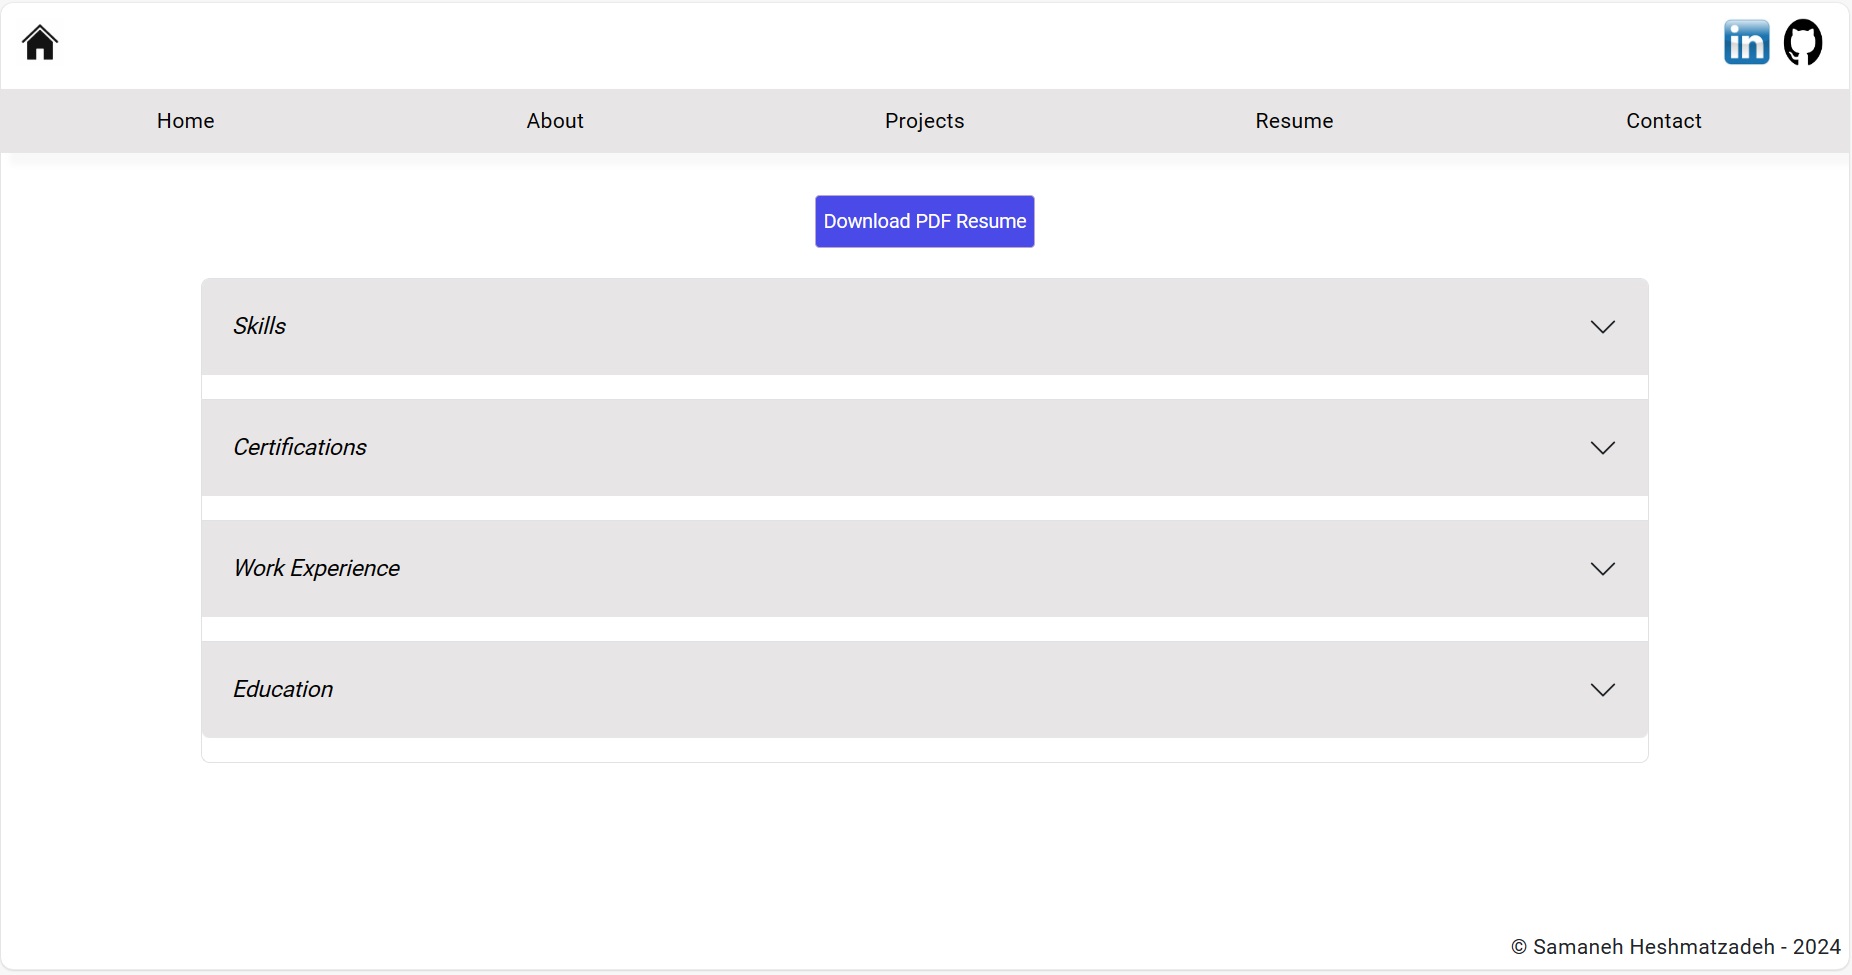 in
Home About Projects Resume Contact
Download PDF Resume
Skills
Certifications
Work Experience
Education
© Samaneh Heshmatzadeh - 2024